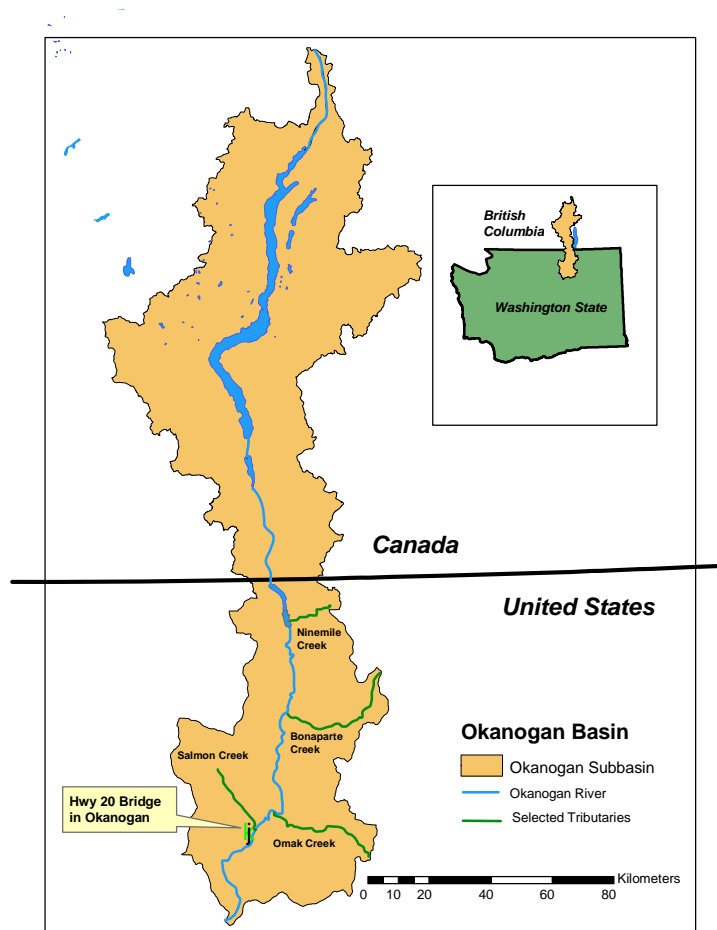 British
Columbia
Washington State
Canada
United States
Ninemile
Creek
Bonaparte
Creek
Salmon Creek
Hwy 20 Bridge
in Okanogan
j
Omak Creek
Okanogan Basin
Okanogan Subbasin
Okanogan River
Selected Tributaries
Kilometers
0 10 20 40 60 80